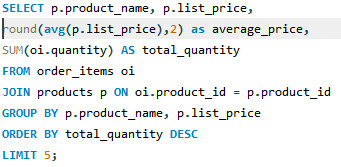 SELECT p.product_name, p.list_price,
round(avg(p.list_price),2) as average_price,
SUM(oi.quantity) AS total_quantity
FROM order_items oi
JOIN products p ON oi.product_id = p.product_id
GROUP BY p.product_name, p.list_price
ORDER BY total_quantity DESC
LIMIT 5;